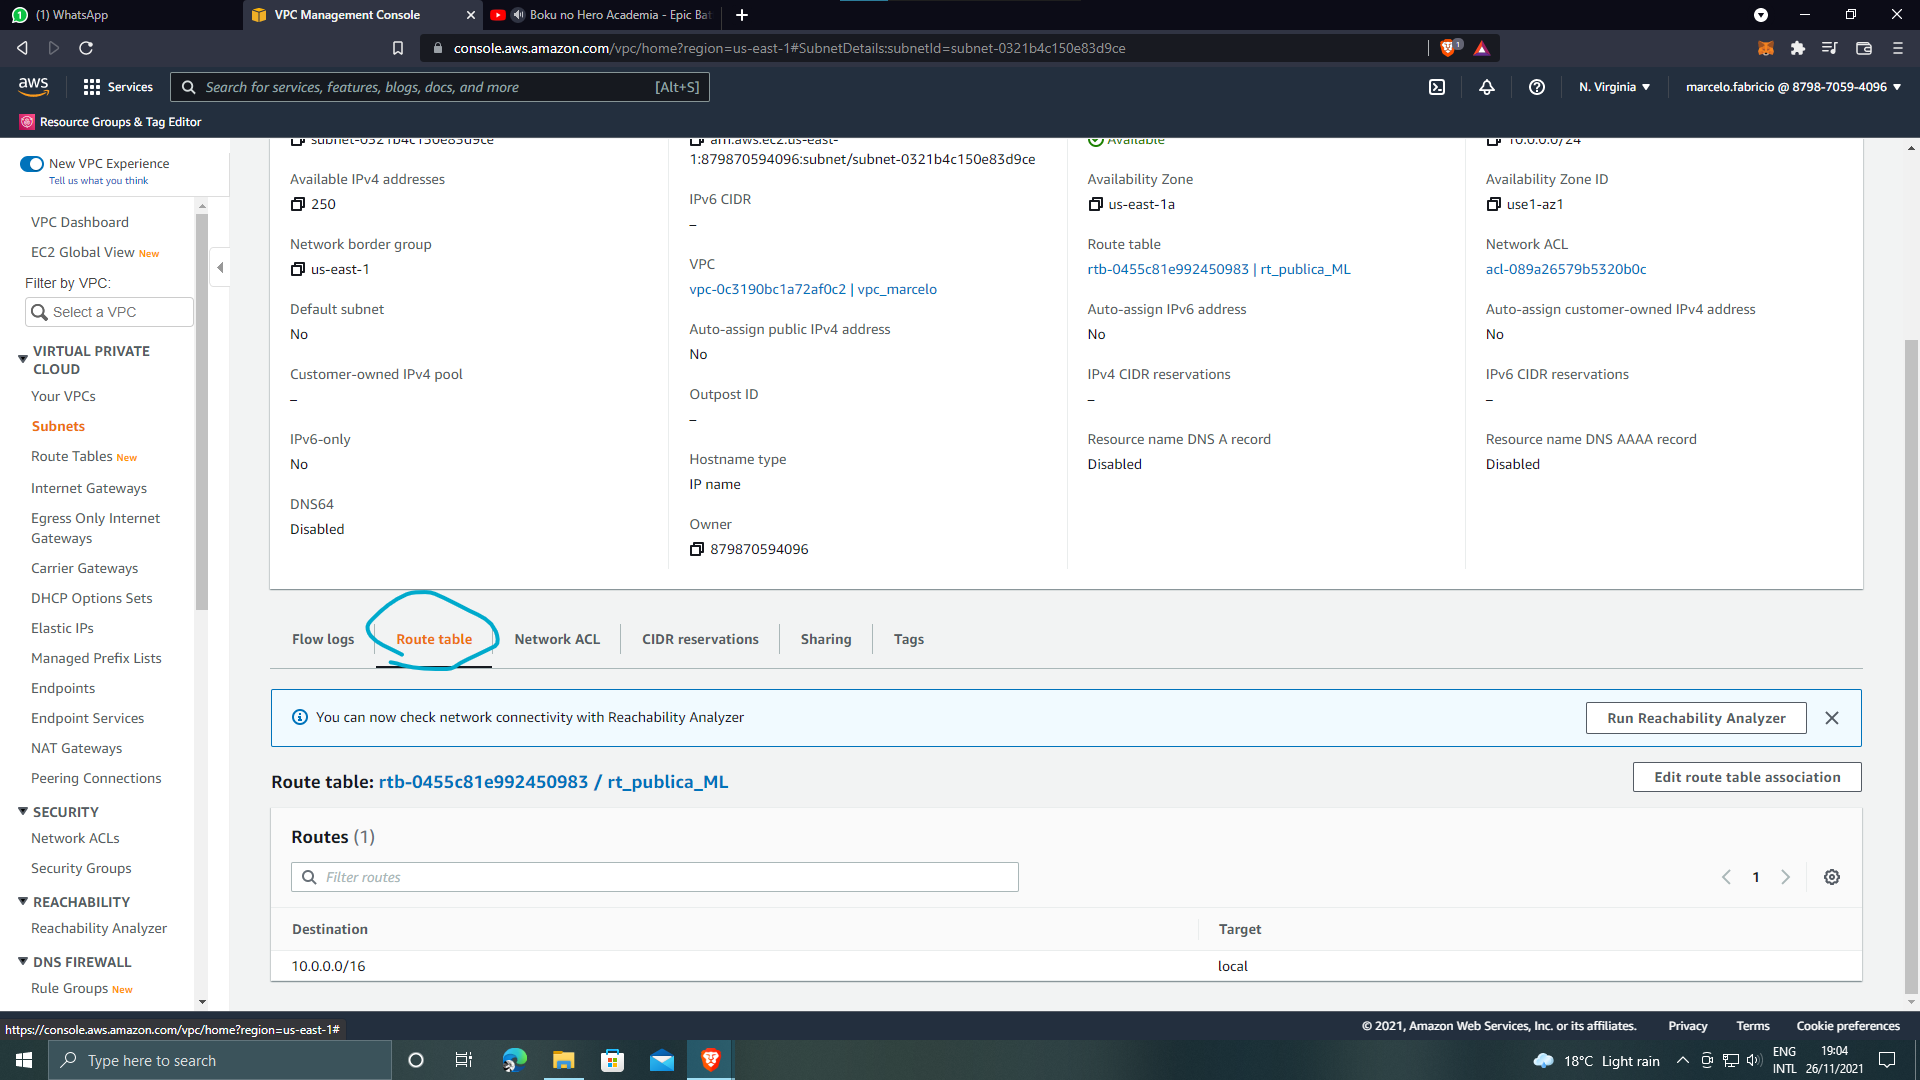 (1) WhatsApp
VPC Management Console
Boku no Hero Academia - Epic Bat
console.aws.amazon.com/vpc/home?region=us-east-1#SubnetDetails:subnetId=subnet-0321b4c150e83d9ce
1
aws
Services
Search for services, features, blogs, docs, and more
[Alt+S]
N. Virginia
marcelo.fabricio @ 8798-7059-4096
Resource Groups & Tag Editor
New VPC Experience
Tell us what you think
VPC Dashboard
EC2 Global View New
Filter by VPC:
Select a VPC
VIRTUAL PRIVATE
CLOUD
Your VPCs
Subnets
Route Tables New
Internet Gateways
Egress Only Internet
Gateways
Carrier Gateways
DHCP Options Sets
Elastic IPs
Managed Prefix Lists
Endpoints
Endpoint Services
NAT Gateways
Peering Connections
SECURITY
Network ACLs
Security Groups
REACHABILITY
Reachability Analyzer
DNS FIREWALL
Rule Groups New
subnet-0321b4c150e83d9ce
Available IPv4 addresses
250
Network border group
us-east-1
Default subnet
No
Customer-owned IPv4 pool
–
IPv6-only
No
DNS64
Disabled
arn:aws:ec2:us-east-
1:879870594096:subnet/subnet-0321b4c150e83d9ce
IPv6 CIDR
–
VPC
vpc-0c3190bc1a72af0c2 | vpc_marcelo
Auto-assign public IPv4 address
No
Outpost ID
–
Hostname type
IP name
Owner
879870594096
Available
Availability Zone
us-east-1a
Route table
rtb-0455c81e992450983 | rt_publica_ML
Auto-assign IPv6 address
No
IPv4 CIDR reservations
–
Resource name DNS A record
Disabled
10.0.0.0/24
Availability Zone ID
use1-az1
Network ACL
acl-089a26579b5320b0c
Auto-assign customer-owned IPv4 address
No
IPv6 CIDR reservations
–
Resource name DNS AAAA record
Disabled
Flow logs
Route table
Network ACL
CIDR reservations
Sharing
Tags
You can now check network connectivity with Reachability Analyzer
Run Reachability Analyzer
Route table: rtb-0455c81e992450983 / rt_publica_ML
Edit route table association
Routes (1)
Filter routes
1
Destination
Target
10.0.0.0/16
local
https://console.aws.amazon.com/vpc/home?region=us-east-1#
© 2021, Amazon Web Services, Inc. or its affiliates.
Privacy
Terms
Cookie preferences
Type here to search
18°C Light rain
ENG
INTL
19:04
26/11/2021